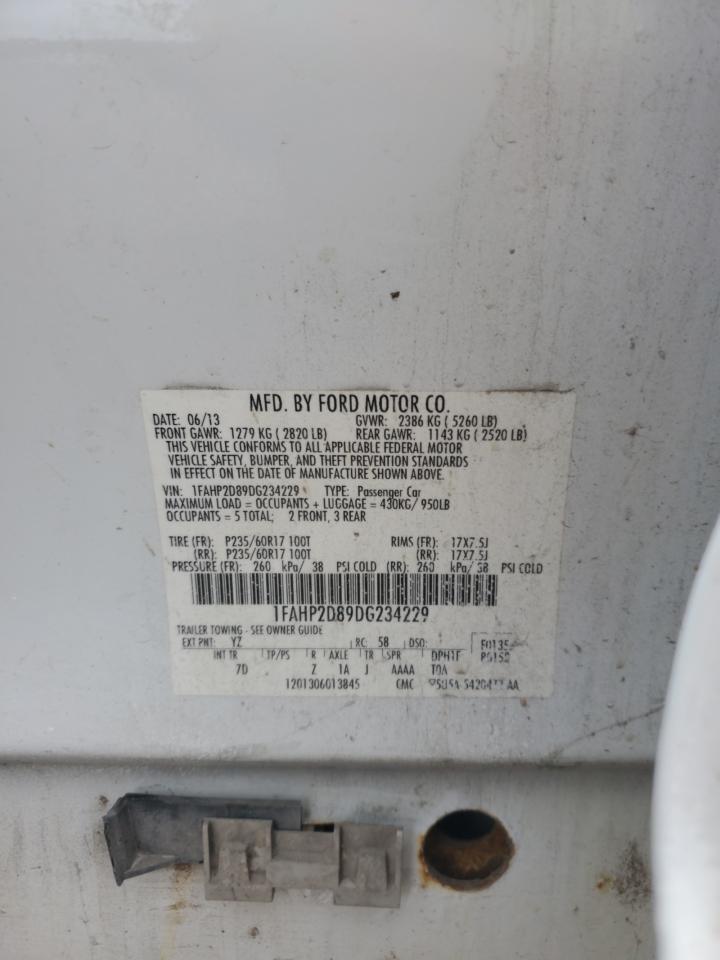 MFD. BY FORD MOTOR CO.
DATE: 06/13 GVWR: 2386 KG ( 5260 LB)
FRONT GAWR: 1279 KG ( 2820 LB) REAR GAWR: 1143 KG ( 2520 LB)
THIS VEHICLE CONFORMS TO ALL APPLICABLE FEDERAL MOTOR
VEHICLE SAFETY, BUMPER, AND THEFT PREVENTION STANDARDS
IN EFFECT ON THE DATE OF MANUFACTURE SHOWN ABOVE.
VIN: 1FAHP2D89DG234229 TYPE: Passenger Car
MAXIMUM LOAD = OCCUPANTS + LUGGAGE = 430KG/ 950LB
OCCUPANTS = 5 TOTAL; 2 FRONT, 3 REAR
TIRE (FR): P235/60R17 100T RIMS (FR): 17X7.5J
(RR): P235/60R17 100T (RR): 17X7.5J
PRESSURE (FR): 260 kPa/ 38 PSI COLD (RR): 260 kPa/ 38 PSI COLD
1FAHP2D89DG234229
TRAILER TOWING - SEE OWNER GUIDE
EXT PNT: YZ RC: 58 DSO: F0135
INT TR TP/PS R AXLE TR SPR
7D Z 1A J AAAA
1201306013845 CMC